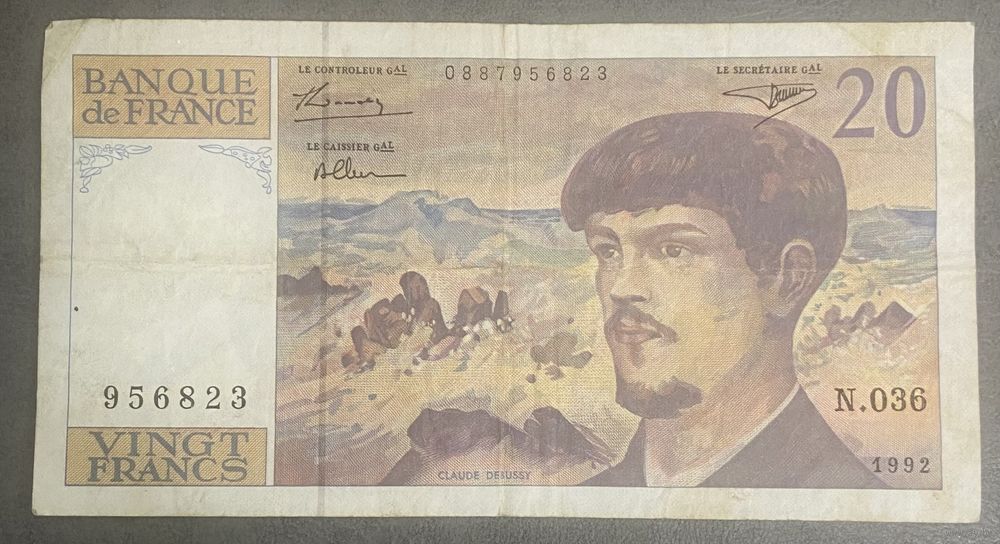 BANQUE
de FRANCE
LE CONTROLEUR GAL
0887956823
LE SECRÉTAIRE GAL
20
LE CAISSIER GAL
956823
N.036
VINGT
FRANCS
1992
CLAUDE DEBUSSY